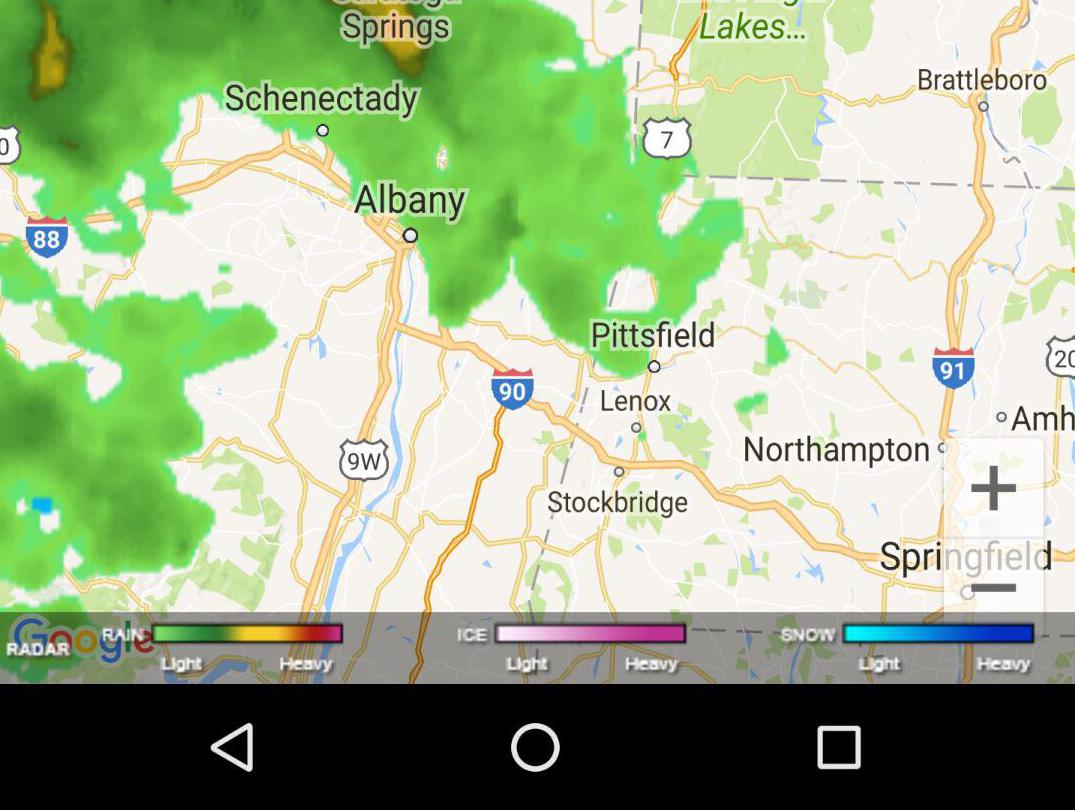 Springs
Lakes...
Brattleboro
Schenectady
7
Albany
88
Pittsfield
90
91
20
Lenox
Amh
Northampton
9W
Stockbridge
Springfield
Google
RADAR
RAIN
ICE
SNOW
Light
Heavy
Light
Heavy
Light
Heavy